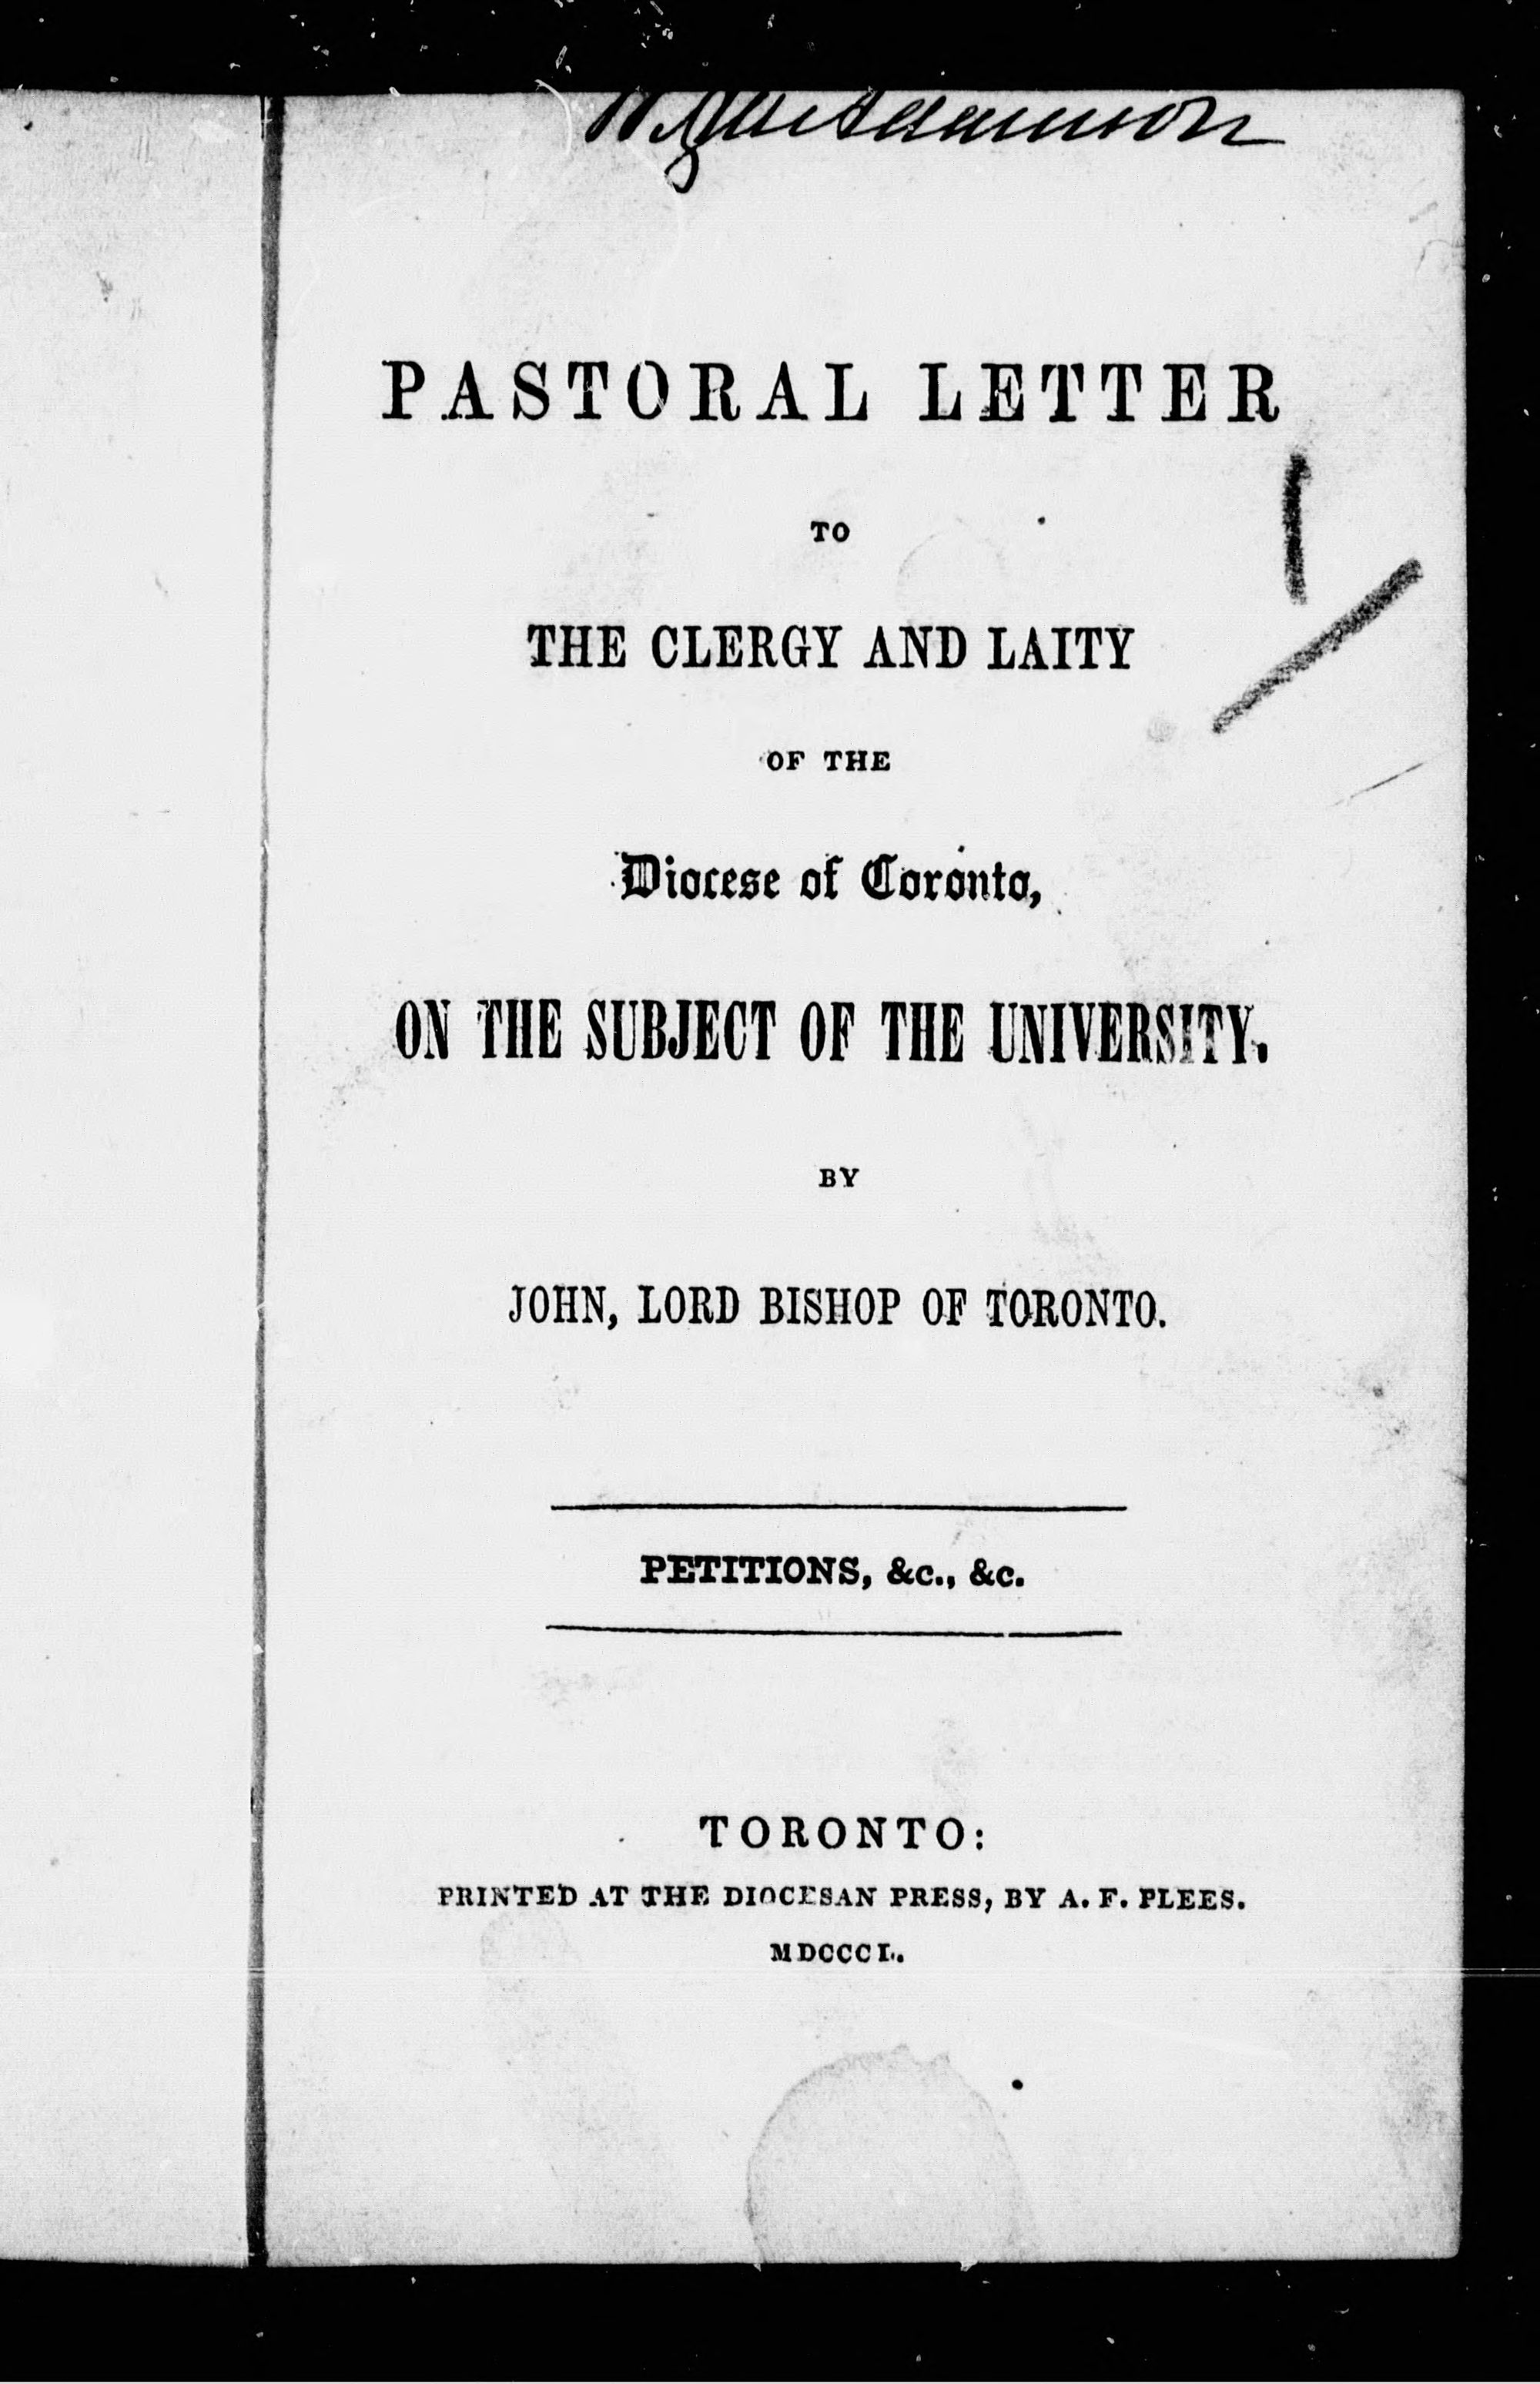 PASTORAL LETTER
TO
THE CLERGY AND LAITY
OF THE
Diocese of Toronto,
ON THE SUBJECT OF THE UNIVERSITY.
BY
JOHN, LORD BISHOP OF TORONTO.
PETITIONS, &c., &c.
TORONTO:
PRINTED AT THE DIOCESAN PRESS, BY A. F. PLEES.
MDCCCL.